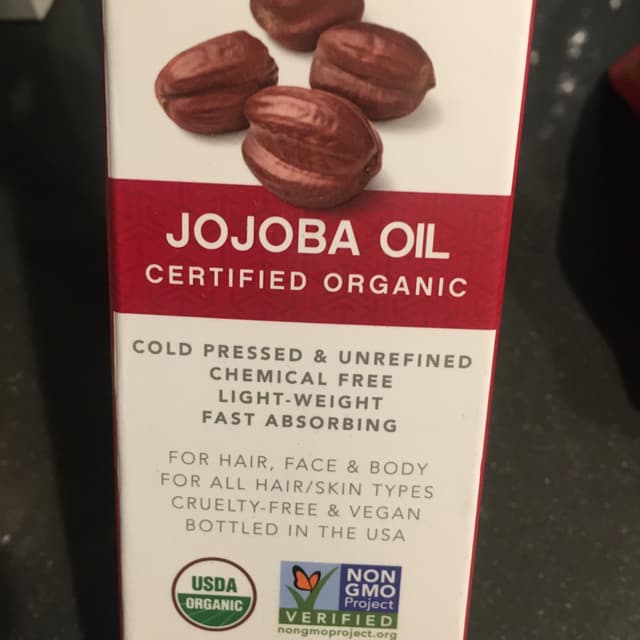 JOJOBA OIL
CERTIFIED ORGANIC
COLD PRESSED & UNREFINED
CHEMICAL FREE
LIGHT-WEIGHT
FAST ABSORBING
FOR HAIR, FACE & BODY
FOR ALL HAIR/SKIN TYPES
CRUELTY-FREE & VEGAN
BOTTLED IN THE USA
USDA
ORGANIC
NON
GMO
Project
VERIFIED
nongmoproject.org